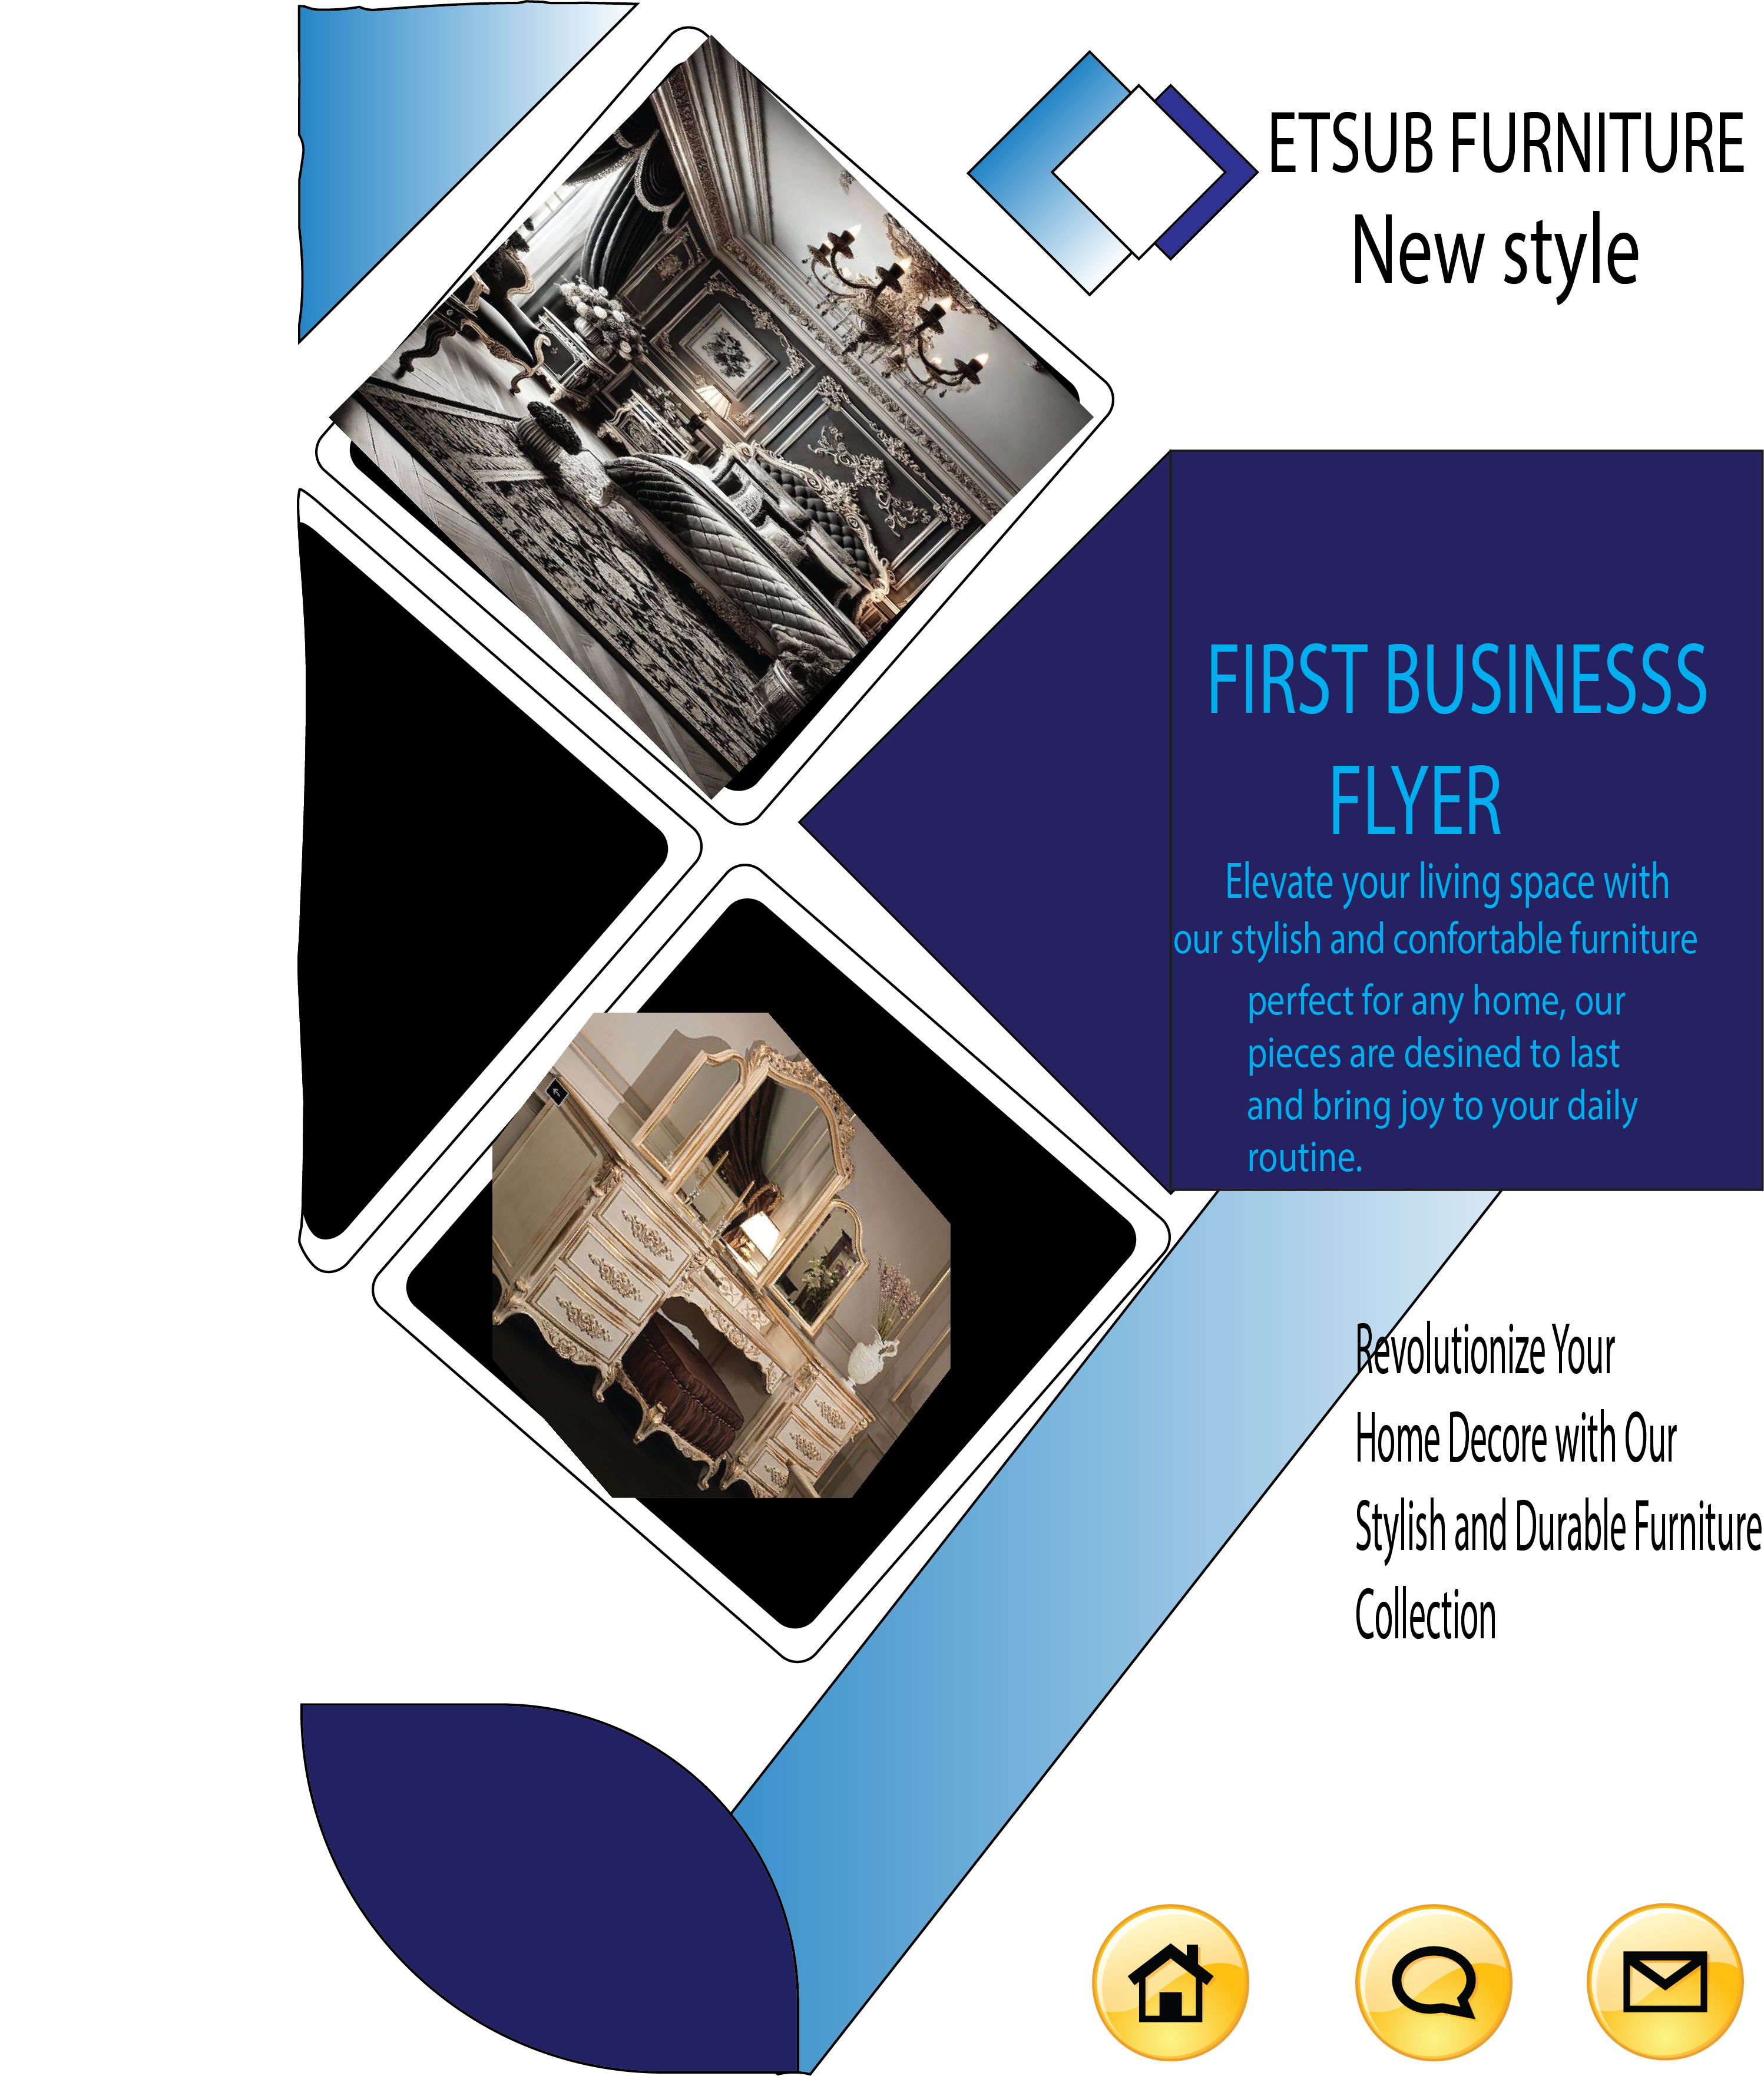 ETSUB FURNITURE
New style
FIRST BUSINESSS
FLYER
Elevate your living space with
our stylish and confortable furniture
perfect for any home, our
pieces are desined to last
and bring joy to your daily
routine.
Revolutionize Your
Home Decore with Our
Stylish and Durable Furniture
Collection